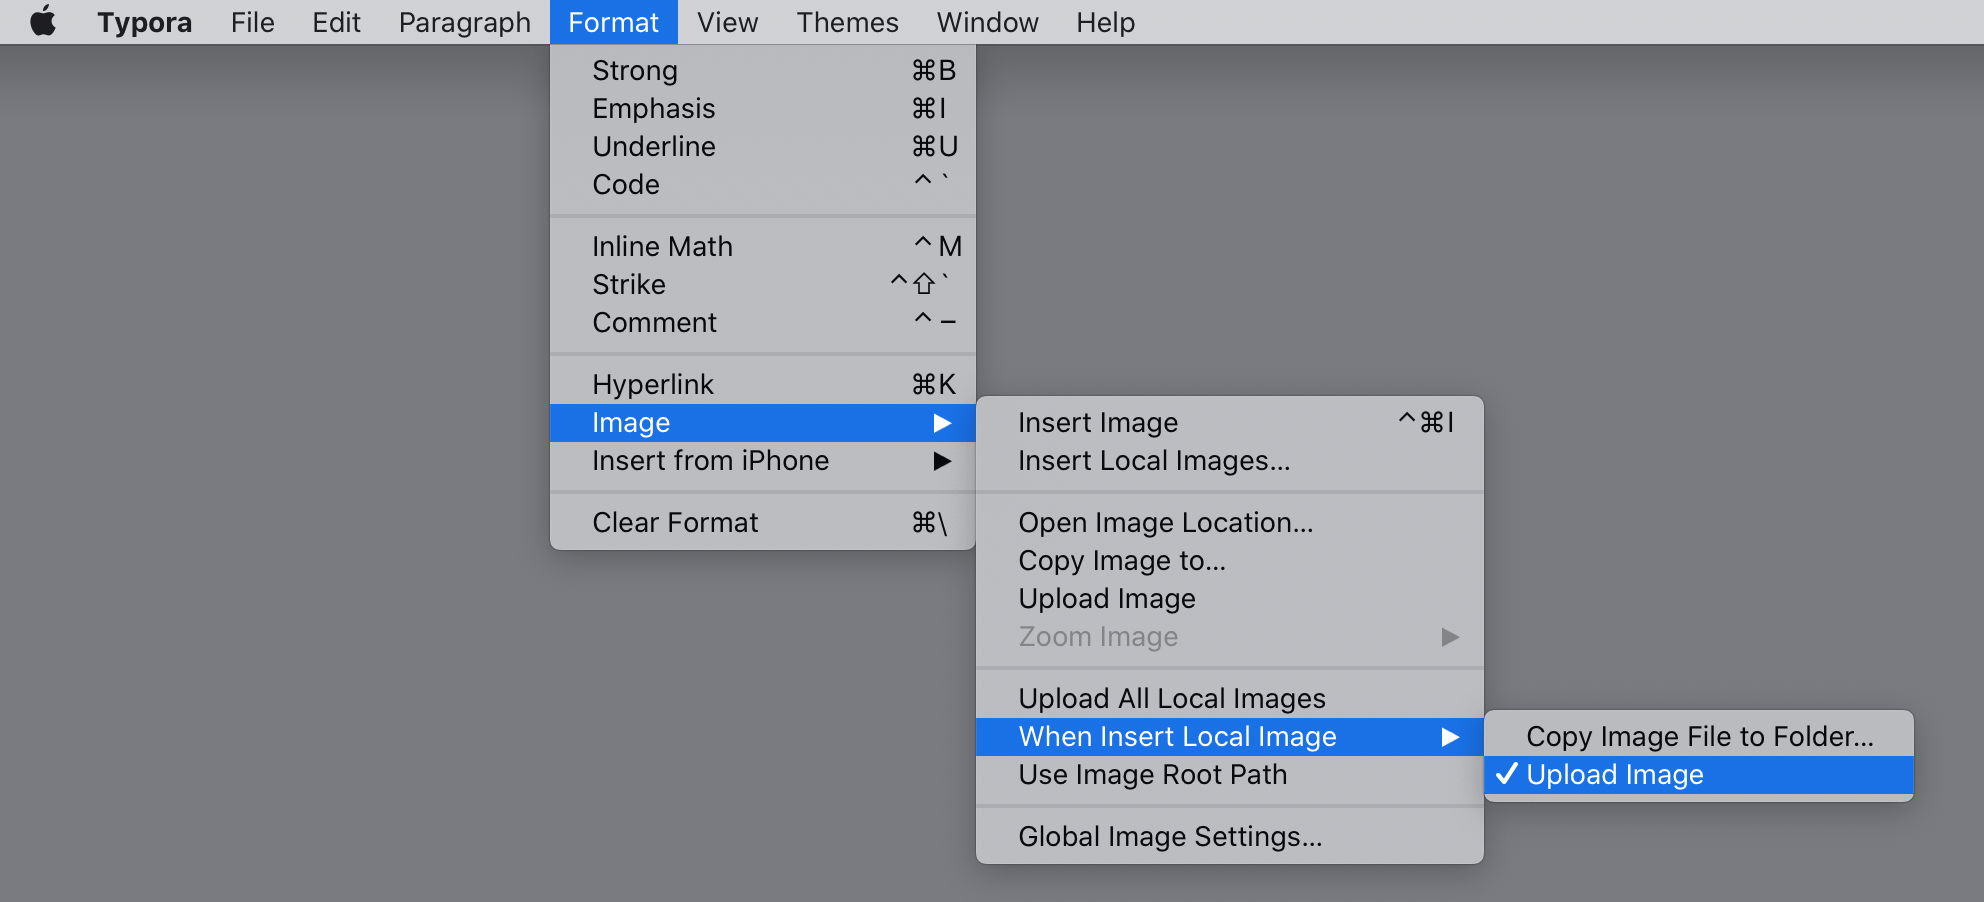 Typora File Edit Paragraph Format View Themes Window Help
Strong ⌘B
Emphasis ⌘I
Underline ⌘U
Code ^ `
Inline Math ^ M
Strike ^⇧`
Comment ^ –
Hyperlink ⌘K
Image ▶
Insert from iPhone ▶
Clear Format ⌘\
Insert Image ^⌘I
Insert Local Images...
Open Image Location...
Copy Image to...
Upload Image
Zoom Image ▶
Upload All Local Images
When Insert Local Image ▶
Use Image Root Path
Global Image Settings...
Copy Image File to Folder...
✓ Upload Image